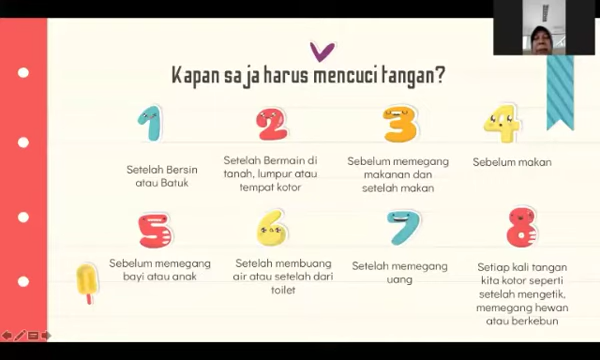 Kapan saja harus mencuci tangan?
1
Setelah Bersin
atau Batuk
2
Setelah Bermain di
tanah, lumpur atau
tempat kotor
3
Sebelum memegang
makanan dan
setelah makan
4
Sebelum makan
5
Sebelum memegang
bayi atau anak
6
Setelah membuang
air atau setelah dari
toilet
7
Setelah memegang
uang
8
Setiap kali tangan
kita kotor seperti
setelah mengetik,
memegang hewan
atau berkebun